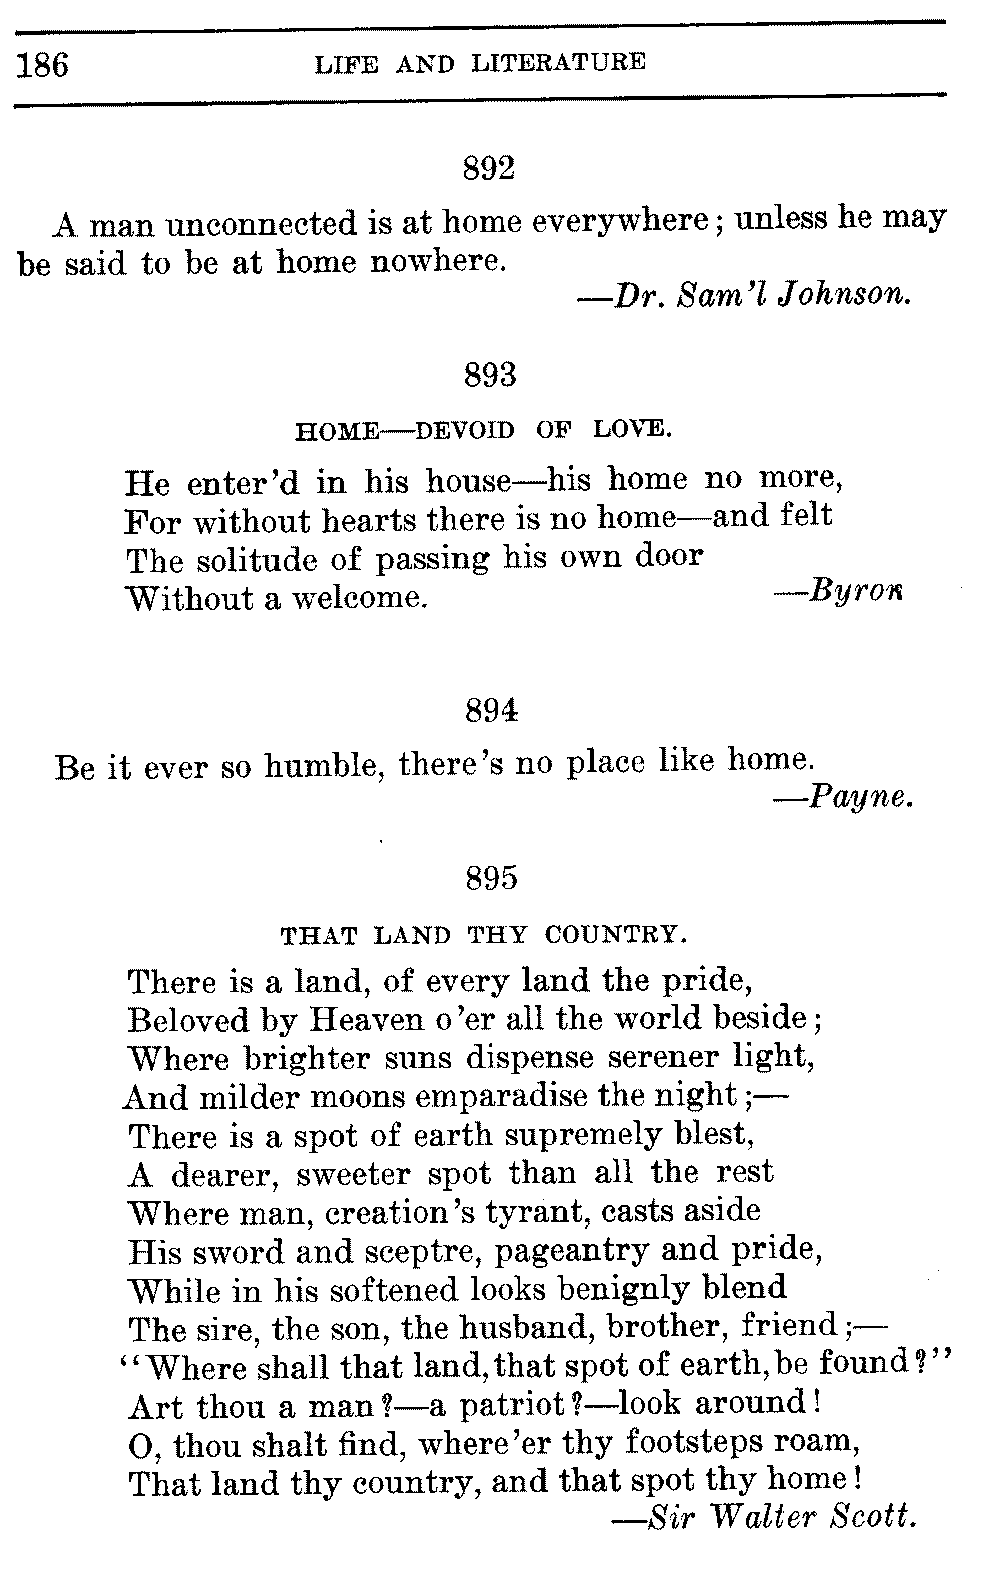 186 LIFE AND LITERATURE
892
A man unconnected is at home everywhere; unless he may
be said to be at home nowhere.
—Dr. Sam'l Johnson.
893
HOME—DEVOID OF LOVE.
He enter'd in his house—his home no more,
For without hearts there is no home—and felt
The solitude of passing his own door
Without a welcome. —Byron
894
Be it ever so humble, there's no place like home.
—Payne.
895
THAT LAND THY COUNTRY.
There is a land, of every land the pride,
Beloved by Heaven o'er all the world beside;
Where brighter suns dispense serener light,
And milder moons emparadise the night;—
There is a spot of earth supremely blest,
A dearer, sweeter spot than all the rest
Where man, creation's tyrant, casts aside
His sword and sceptre, pageantry and pride,
While in his softened looks benignly blend
The sire, the son, the husband, brother, friend;—
"Where shall that land, that spot of earth, be found?"
Art thou a man?—a patriot?—look around!
O, thou shalt find, where'er thy footsteps roam,
That land thy country, and that spot thy home!
—Sir Walter Scott.